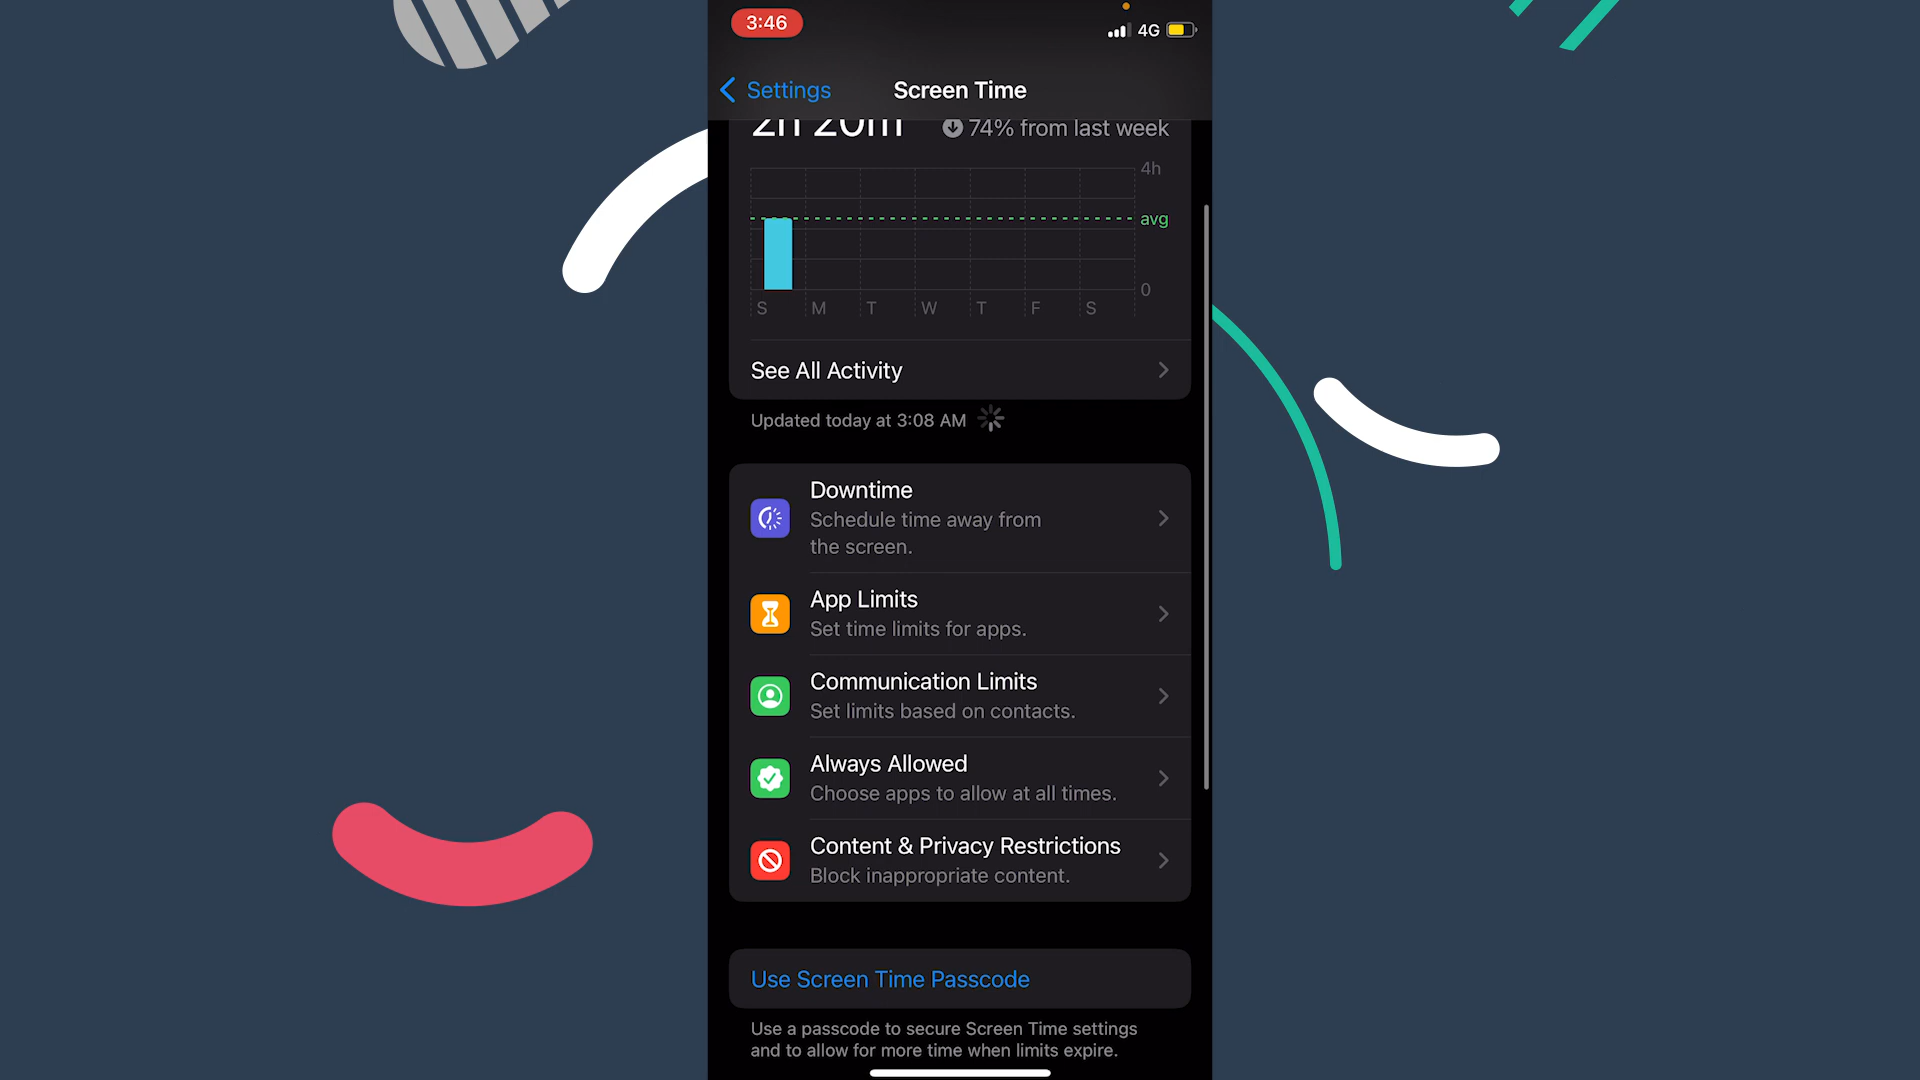 3:46
4G
Settings
Screen Time
2h 20m
74% from last week
4h
avg
0
S M T W T F S
See All Activity
Updated today at 3:08 AM
Downtime
Schedule time away from
the screen.
App Limits
Set time limits for apps.
Communication Limits
Set limits based on contacts.
Always Allowed
Choose apps to allow at all times.
Content & Privacy Restrictions
Block inappropriate content.
Use Screen Time Passcode
Use a passcode to secure Screen Time settings
and to allow for more time when limits expire.